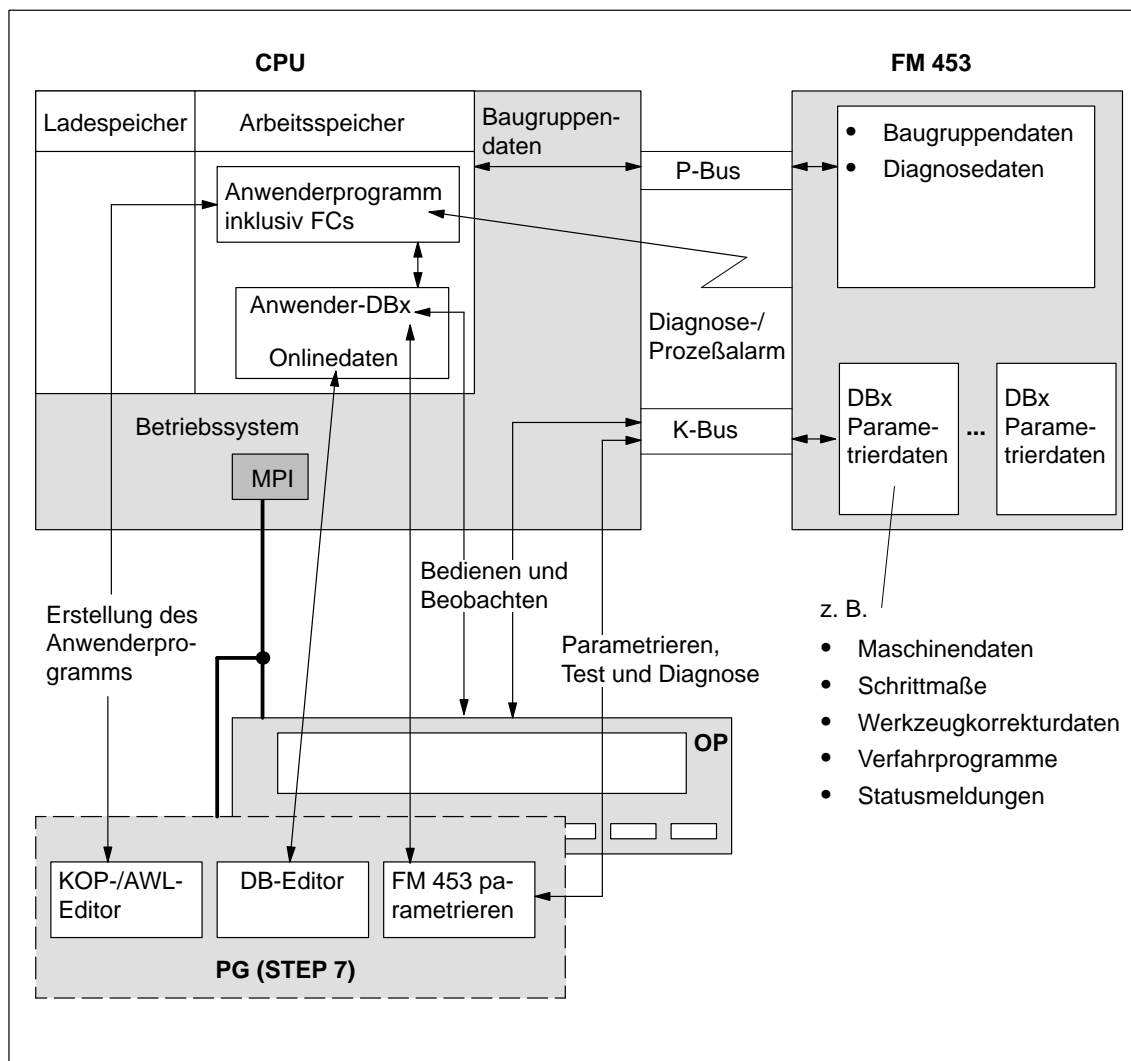 CPU
FM 453
Ladespeicher
Arbeitsspeicher
Baugruppen-
daten
Anwenderprogramm
inklusiv FCs
P-Bus
• Baugruppendaten
• Diagnosedaten
Anwender-DBx
Onlinedaten
Diagnose-/
Prozeßalarm
Betriebssystem
MPI
K-Bus
DBx
Parame-
trierdaten
...
DBx
Parame-
trierdaten
Erstellung des
Anwenderpro-
gramms
Bedienen und
Beobachten
Parametrieren,
Test und Diagnose
z. B.
• Maschinendaten
• Schrittmaße
• Werkzeugkorrekturdaten
• Verfahrprogramme
• Statusmeldungen
OP
KOP-/AWL-
Editor
DB-Editor
FM 453 pa-
rametrieren
PG (STEP 7)